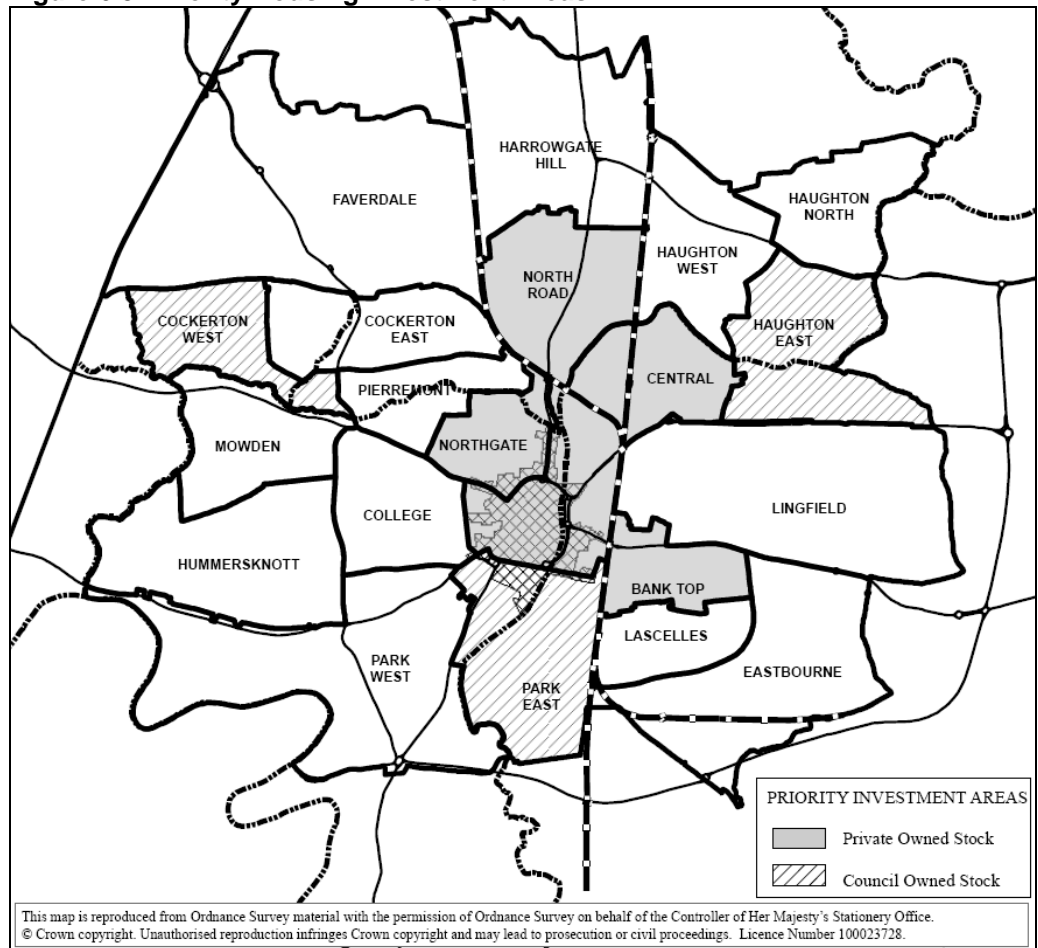 HARROWGATE
HILL
FAVERDALE
HAUGHTON
NORTH
HAUGHTON
WEST
NORTH
ROAD
COCKERTON
WEST
COCKERTON
EAST
HAUGHTON
EAST
CENTRAL
PIERREMONT
MOWDEN
NORTHGATE
COLLEGE
LINGFIELD
HUMMERSKNOTT
BANK TOP
LASCELLES
PARK
WEST
EASTBOURNE
PARK
EAST
PRIORITY INVESTMENT AREAS
Private Owned Stock
Council Owned Stock
This map is reproduced from Ordnance Survey material with the permission of Ordnance Survey on behalf of the Controller of Her Majesty's Stationery Office.
© Crown copyright. Unauthorised reproduction infringes Crown copyright and may lead to prosecution or civil proceedings. Licence Number 100023728.